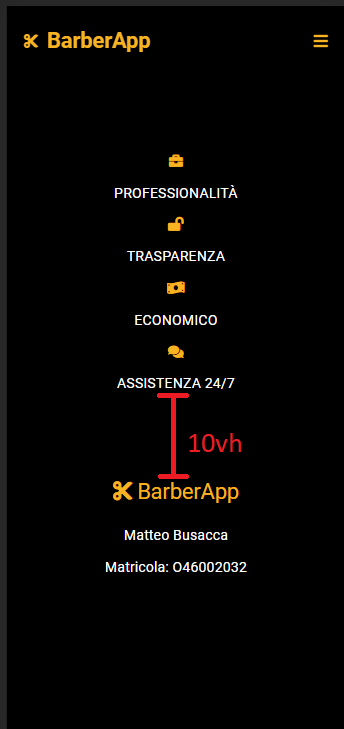 BarberApp
PROFESSIONALITÀ
TRASPARENZA
ECONOMICO
ASSISTENZA 24/7
10vh
BarberApp
Matteo Busacca
Matricola: O46002032